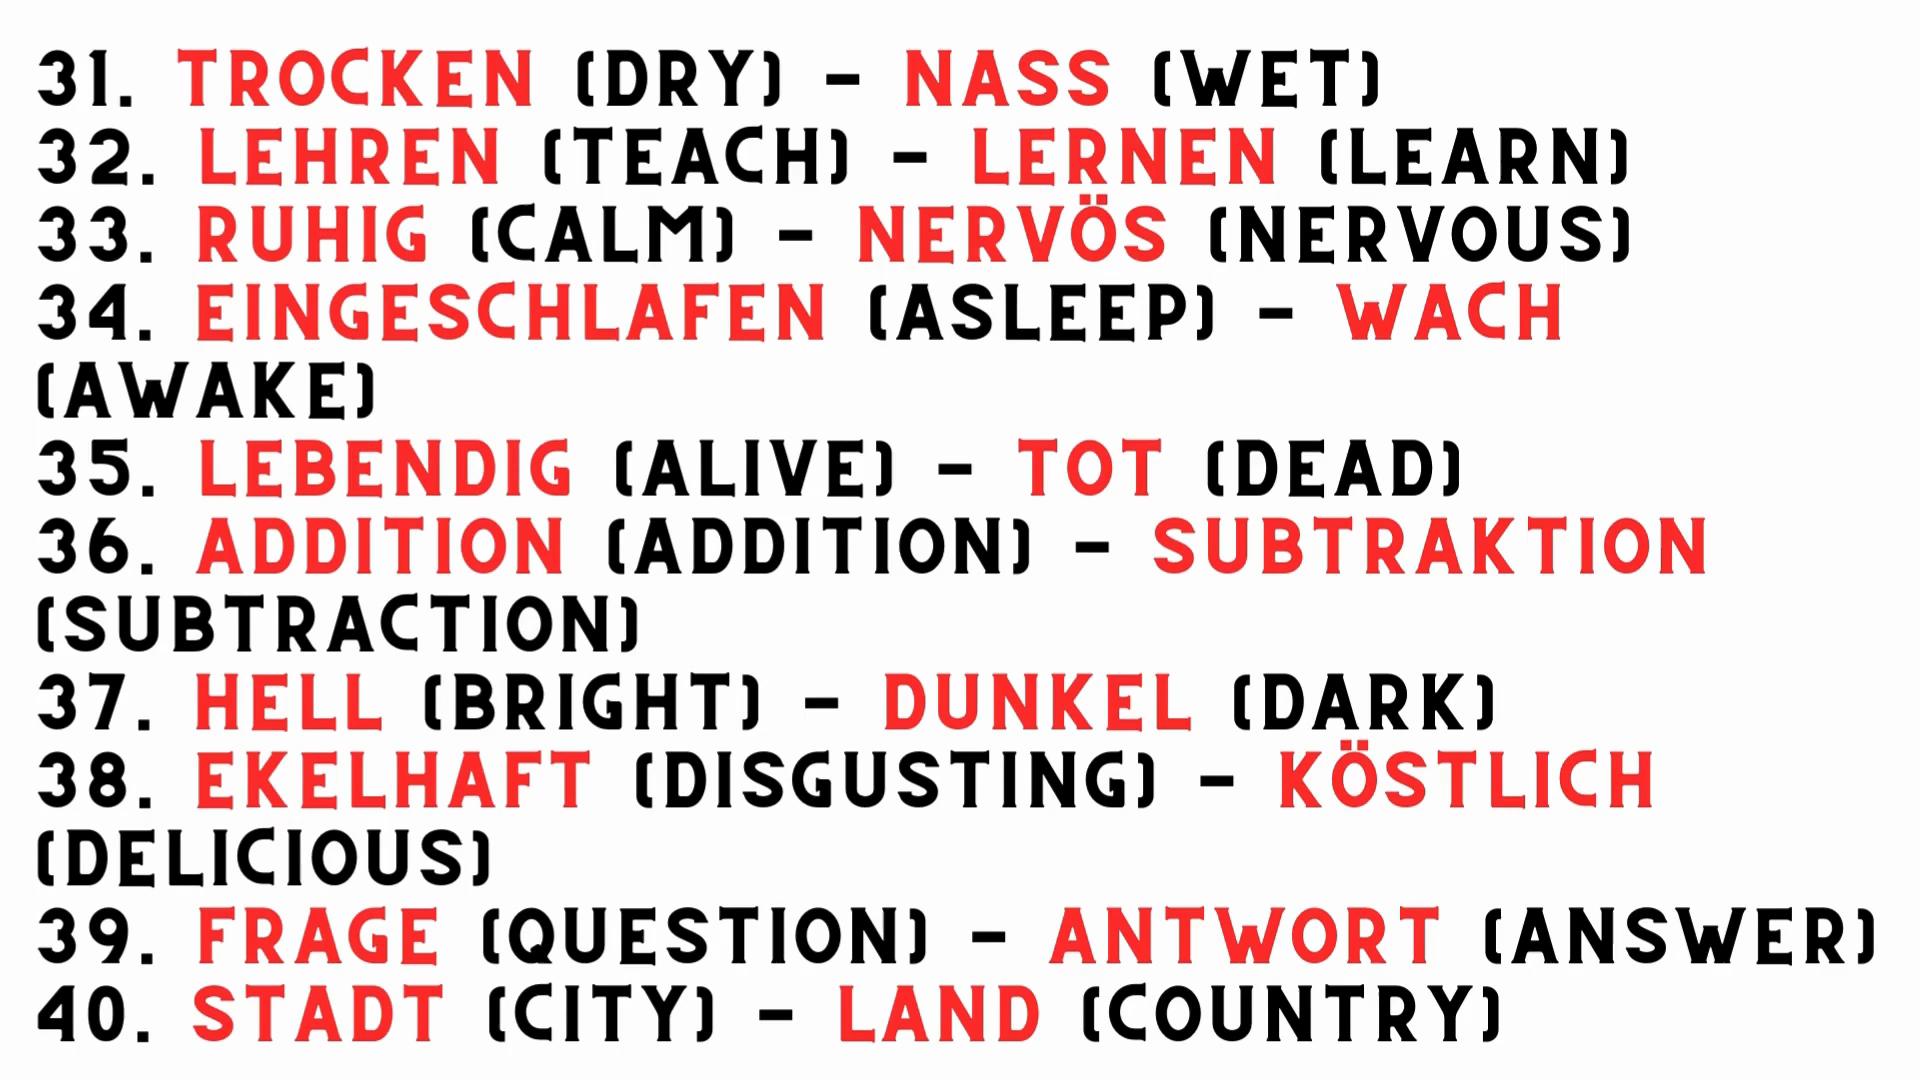 31. TROCKEN (DRY) – NASS (WET)
32. LEHREN (TEACH) – LERNEN (LEARN)
33. RUHIG (CALM) – NERVÖS (NERVOUS)
34. EINGESCHLAFEN (ASLEEP) – WACH
(AWAKE)
35. LEBENDIG (ALIVE) – TOT (DEAD)
36. ADDITION (ADDITION) – SUBTRAKTION
(SUBTRACTION)
37. HELL (BRIGHT) – DUNKEL (DARK)
38. EKELHAFT (DISGUSTING) – KÖSTLICH
(DELICIOUS)
39. FRAGE (QUESTION) – ANTWORT (ANSWER)
40. STADT (CITY) – LAND (COUNTRY)